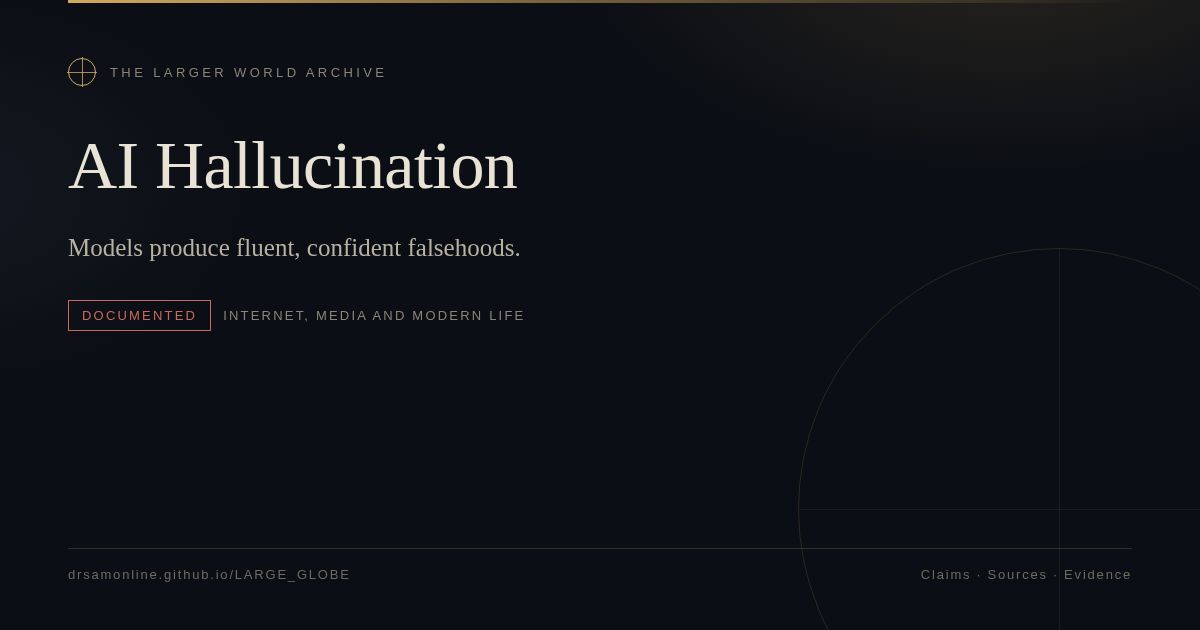 THE LARGER WORLD ARCHIVE
AI Hallucination
Models produce fluent, confident falsehoods.
DOCUMENTED INTERNET, MEDIA AND MODERN LIFE
drsamonline.github.io/LARGE_GLOBE
Claims · Sources · Evidence